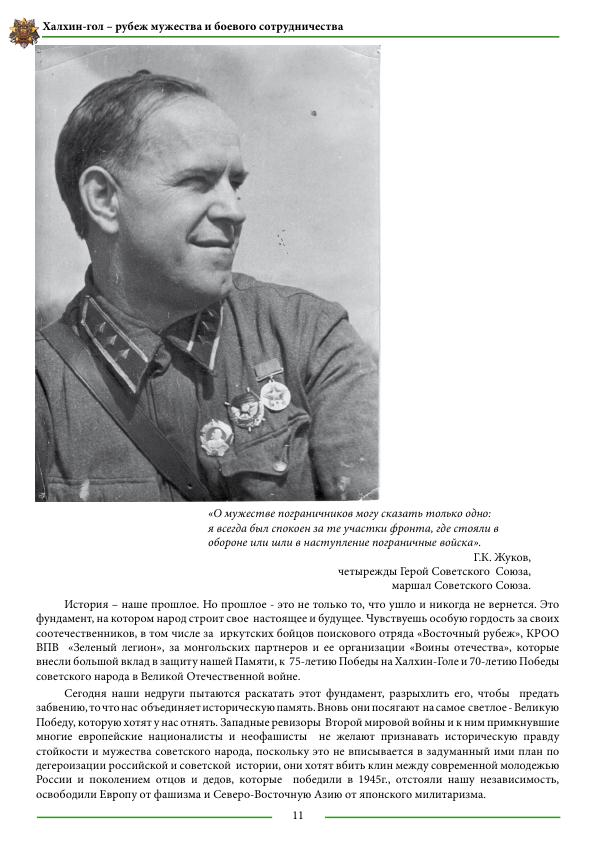 Халхин-гол – рубеж мужества и боевого сотрудничества
«О мужестве пограничников могу сказать только одно:
я всегда был спокоен за те участки фронта, где стояли в
обороне или шли в наступление пограничные войска».
Г.К. Жуков,
четырежды Герой Советского Союза,
маршал Советского Союза.
История – наше прошлое. Но прошлое - это не только то, что ушло и никогда не вернется. Это
фундамент, на котором народ строит свое настоящее и будущее. Чувствуешь особую гордость за своих
соотечественников, в том числе за иркутских бойцов поискового отряда «Восточный рубеж», КРОО
ВПВ «Зеленый легион», за монгольских партнеров и ее организации «Воины отечества», которые
внесли большой вклад в защиту нашей Памяти, к 75-летию Победы на Халхин-Голе и 70-летию Победы
советского народа в Великой Отечественной войне.
Сегодня наши недруги пытаются раскатать этот фундамент, разрыхлить его, чтобы предать
забвению, то что нас объединяет историческую память. Вновь они посягают на самое светлое - Великую
Победу, которую хотят у нас отнять. Западные ревизоры Второй мировой войны и к ним примкнувшие
многие европейские националисты и неофашисты не желают признавать историческую правду
стойкости и мужества советского народа, поскольку это не вписывается в задуманный ими план по
дегероизации российской и советской истории, они хотят вбить клин между современной молодежью
России и поколением отцов и дедов, которые победили в 1945г., отстояли нашу независимость,
освободили Европу от фашизма и Северо-Восточную Азию от японского милитаризма.
11